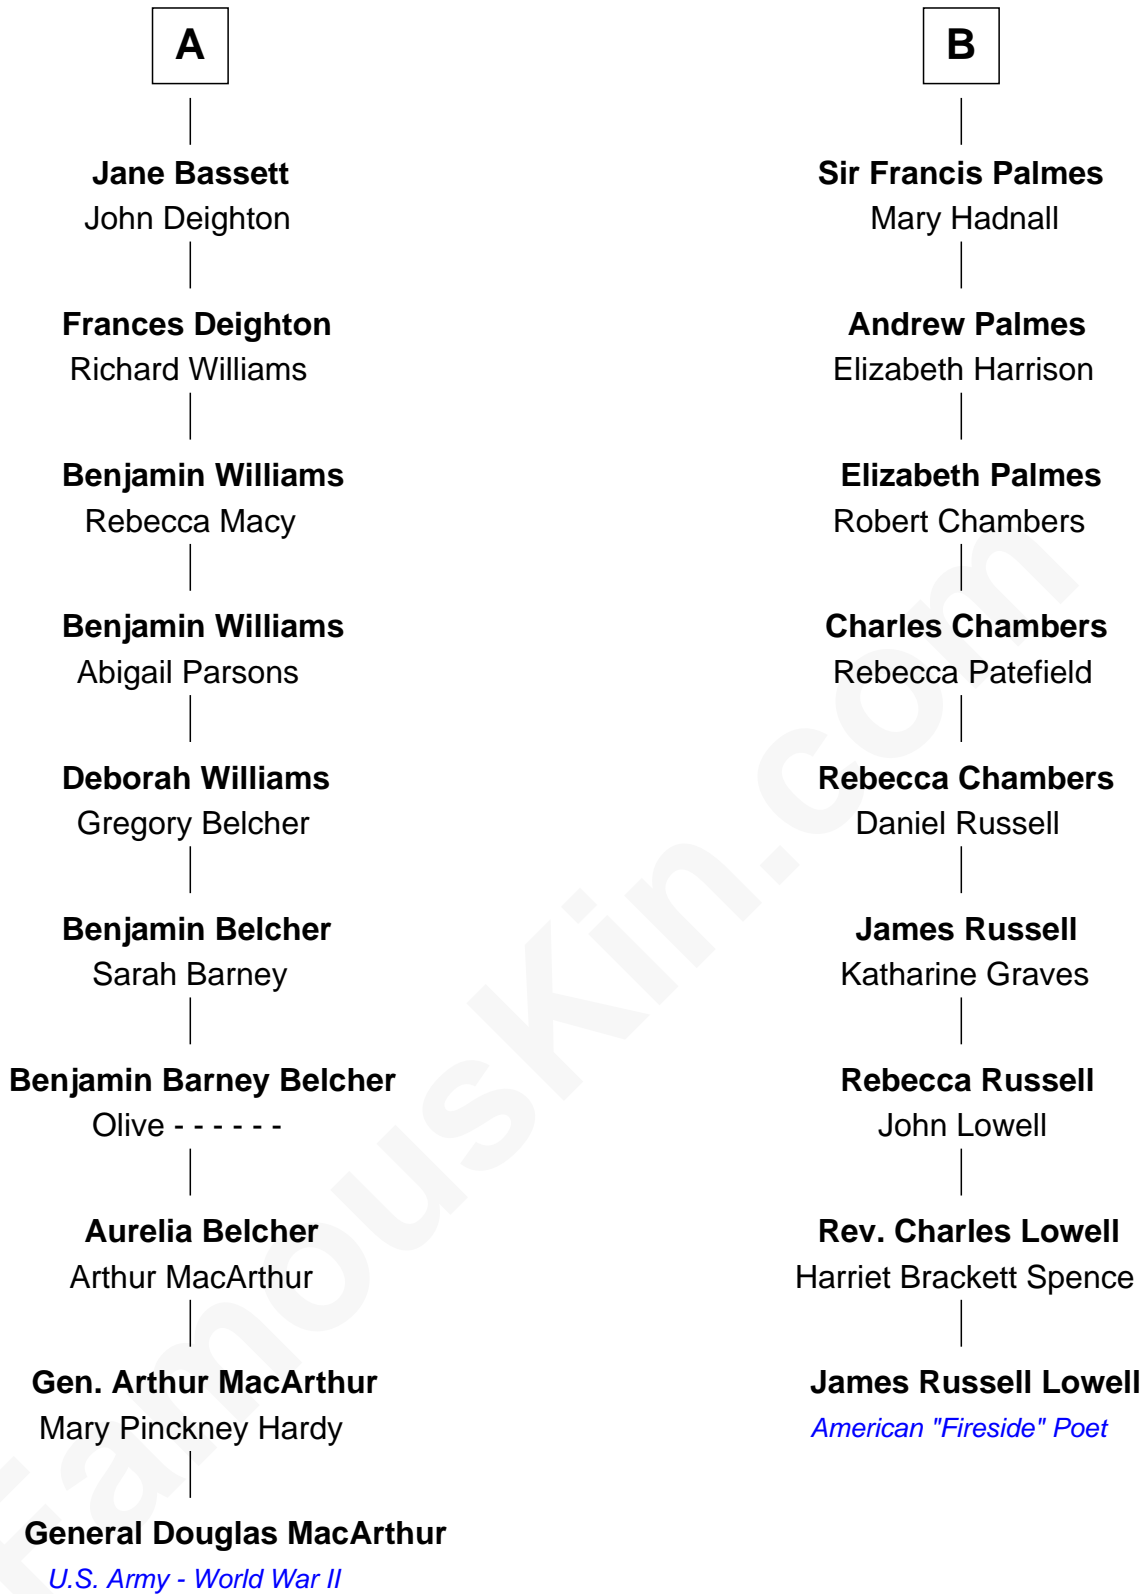 A
Jane Bassett
John Deighton
Frances Deighton
Richard Williams
Benjamin Williams
Rebecca Macy
Benjamin Williams
Abigail Parsons
Deborah Williams
Gregory Belcher
Benjamin Belcher
Sarah Barney
Benjamin Barney Belcher
Olive - - - - - -
Aurelia Belcher
Arthur MacArthur
Gen. Arthur MacArthur
Mary Pinckney Hardy
General Douglas MacArthur
U.S. Army - World War II
B
Sir Francis Palmes
Mary Hadnall
Andrew Palmes
Elizabeth Harrison
Elizabeth Palmes
Robert Chambers
Charles Chambers
Rebecca Patefield
Rebecca Chambers
Daniel Russell
James Russell
Katharine Graves
Rebecca Russell
John Lowell
Rev. Charles Lowell
Harriet Brackett Spence
James Russell Lowell
American "Fireside" Poet
FamousKin.com